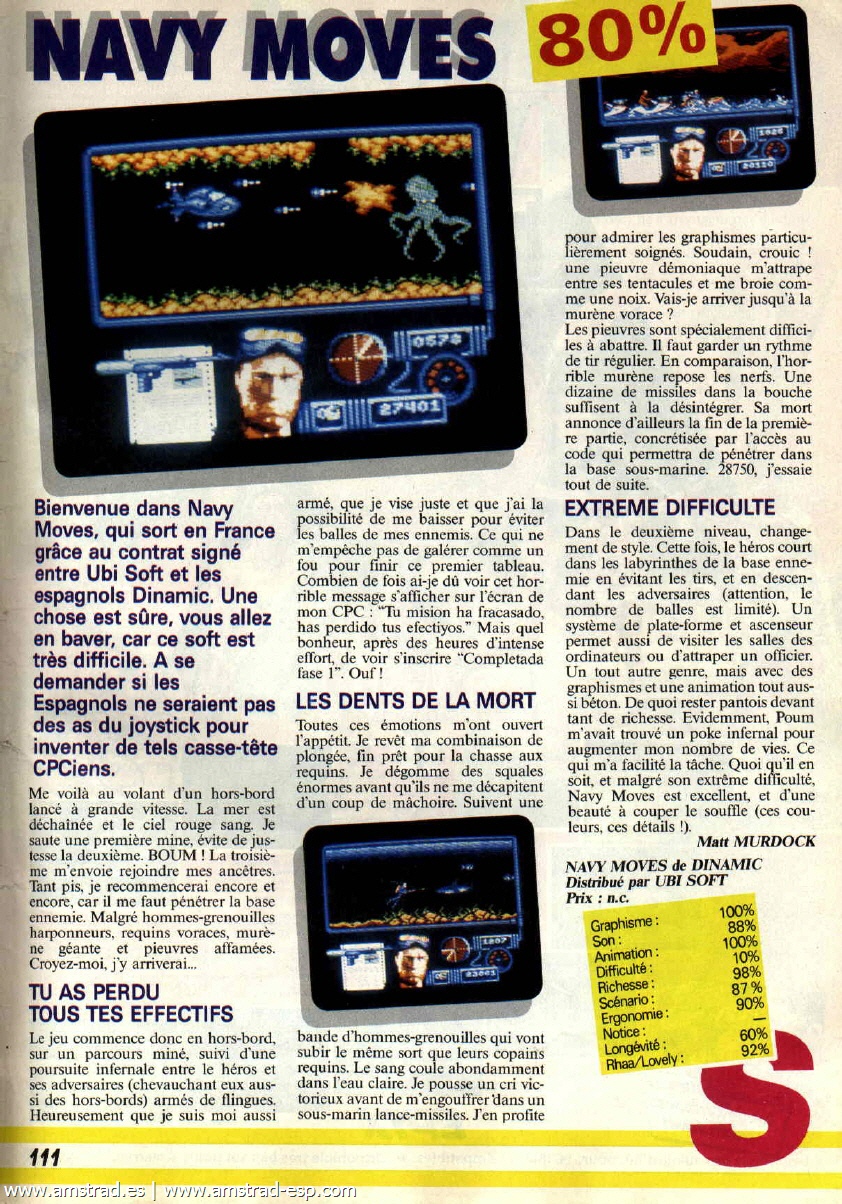 NAVY MOVES
80%
1026
20110
0574
27401
Bienvenue dans Navy
Moves, qui sort en France
grâce au contrat signé
entre Ubi Soft et les
espagnols Dinamic. Une
chose est sûre, vous allez
en baver, car ce soft est
très difficile. A se
demander si les
Espagnols ne seraient pas
des as du joystick pour
inventer de tels casse-tête
CPCiens.
Me voilà au volant d'un hors-bord
lancé à grande vitesse. La mer est
déchaînée et le ciel rouge sang. Je
saute une première mine, évite de jus-
tesse la deuxième. BOUM ! La troisiè-
me m'envoie rejoindre mes ancêtres.
Tant pis, je recommencerai encore et
encore, car il me faut pénétrer la base
ennemie. Malgré hommes-grenouilles
harponneurs, requins voraces, murè-
ne géante et pieuvres affamées.
Croyez-moi, j'y arriverai...
TU AS PERDU
TOUS TES EFFECTIFS
Le jeu commence donc en hors-bord,
sur un parcours miné, suivi d'une
poursuite infernale entre le héros et
ses adversaires (chevauchant eux aus-
si des hors-bords) armés de flingues.
Heureusement que je suis moi aussi
armé, que je vise juste et que j'ai la
possibilité de me baisser pour éviter
les balles de mes ennemis. Ce qui ne
m'empêche pas de galérer comme un
fou pour finir ce premier tableau.
Combien de fois ai-je dû voir cet hor-
rible message s'afficher sur l'écran de
mon CPC : “Tu mision ha fracasado,
has perdido tus efectiyos.” Mais quel
bonheur, après des heures d'intense
effort, de voir s'inscrire “Completada
fase 1”. Ouf !
LES DENTS DE LA MORT
Toutes ces émotions m'ont ouvert
l'appétit. Je revêt ma combinaison de
plongée, fin prêt pour la chasse aux
requins. Je dégomme des squales
énormes avant qu'ils ne me décapitent
d'un coup de mâchoire. Suivent une
1207
23001
bande d'hommes-grenouilles qui vont
subir le même sort que leurs copains
requins. Le sang coule abondamment
dans l'eau claire. Je pousse un cri vic-
torieux avant de m'engouffrer dans un
sous-marin lance-missiles. J'en profite
pour admirer les graphismes particu-
lièrement soignés. Soudain, crouic !
une pieuvre démoniaque m'attrape
entre ses tentacules et me broie com-
me une noix. Vais-je arriver jusqu'à la
murène vorace ?
Les pieuvres sont spécialement diffici-
les à abattre. Il faut garder un rythme
de tir régulier. En comparaison, l'hor-
rible murène repose les nerfs. Une
dizaine de missiles dans la bouche
suffisent à la désintégrer. Sa mort
annonce d'ailleurs la fin de la premiè-
re partie, concrétisée par l'accès au
code qui permettra de pénétrer dans
la base sous-marine. 28750, j'essaie
tout de suite.
EXTREME DIFFICULTE
Dans le deuxième niveau, change-
ment de style. Cette fois, le héros court
dans les labyrinthes de la base enne-
mie en évitant les tirs, et en descen-
dant les adversaires (attention, le
nombre de balles est limité). Un
système de plate-forme et ascenseur
permet aussi de visiter les salles des
ordinateurs ou d'attraper un officier.
Un tout autre genre, mais avec des
graphismes et une animation tout aus-
si béton. De quoi rester pantois devant
tant de richesse. Evidemment, Poum
m'avait trouvé un poke infernal pour
augmenter mon nombre de vies. Ce
qui m'a facilité la tâche. Quoi qu'il en
soit, et malgré son extrême difficulté,
Navy Moves est excellent, et d'une
beauté à couper le souffle (ces cou-
leurs, ces détails !).
Matt MURDOCK
NAVY MOVES de DINAMIC
Distribué par UBI SOFT
Prix : n.c.
Graphisme : 100%
Son : 88%
Animation : 100%
Difficulté : 10%
Richesse : 98%
Scénario : 87%
Ergonomie : 90%
Notice : —
Longévité : 60%
Rhaa/Lovely : 92%
S
111
www.amstrad.es | www.amstrad-esp.com